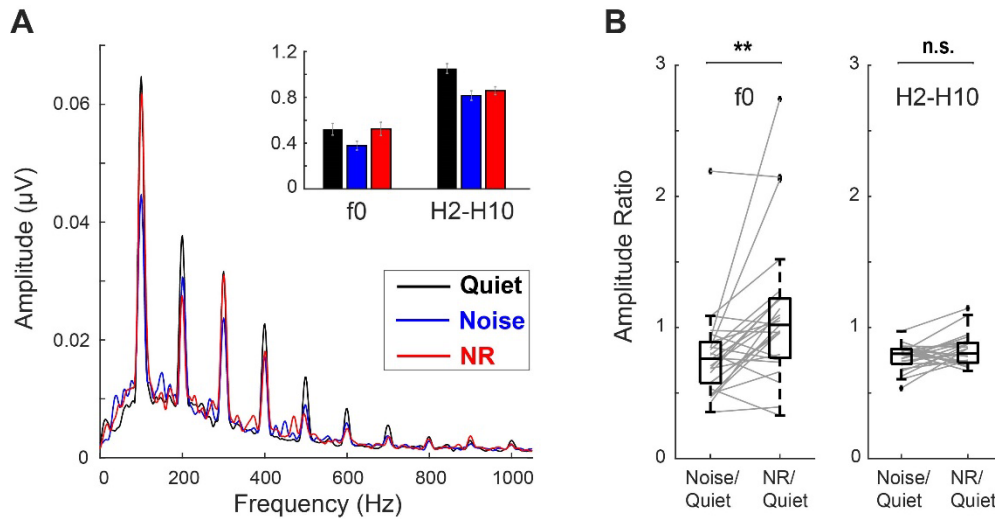 A
0.06
0.04
0.02
0
Amplitude (µV)
0 200 400 600 800 1000
Frequency (Hz)
1.2
0.8
0.4
0
f0 H2-H10
Quiet
Noise
NR
B
Amplitude Ratio
**
f0
3
2
1
0
Noise/ NR/
Quiet Quiet
n.s.
H2-H10
3
2
1
0
Noise/ NR/
Quiet Quiet